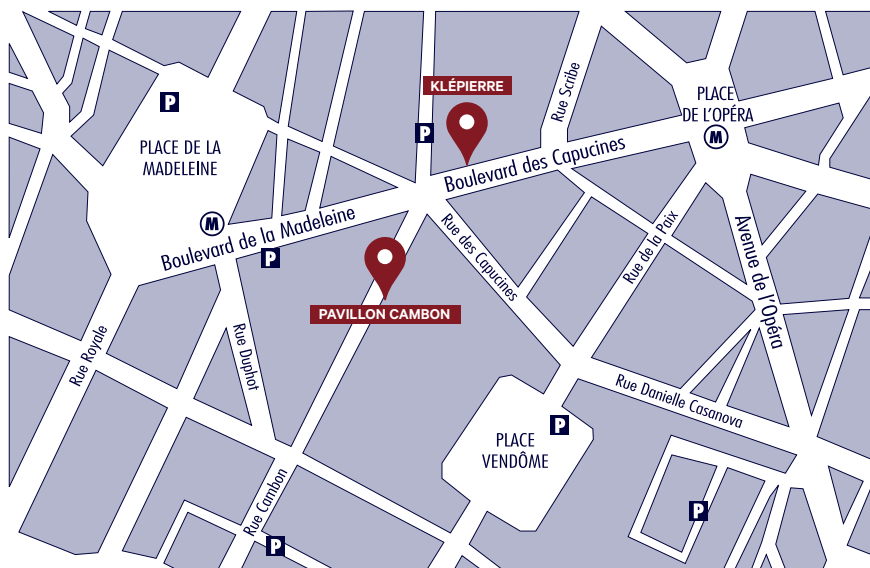 KLÉPIERRE
P
P
Rue Scribe
PLACE
DE L'OPÉRA
M
PLACE DE LA
MADELEINE
Boulevard des Capucines
M
Boulevard de la Madeleine
P
Rue des Capucines
Rue de la Paix
Avenue de l'Opéra
PAVILLON CAMBON
Rue Royale
Rue Duphot
Rue Danielle Casanova
P
PLACE
VENDÔME
Rue Cambon
P
P